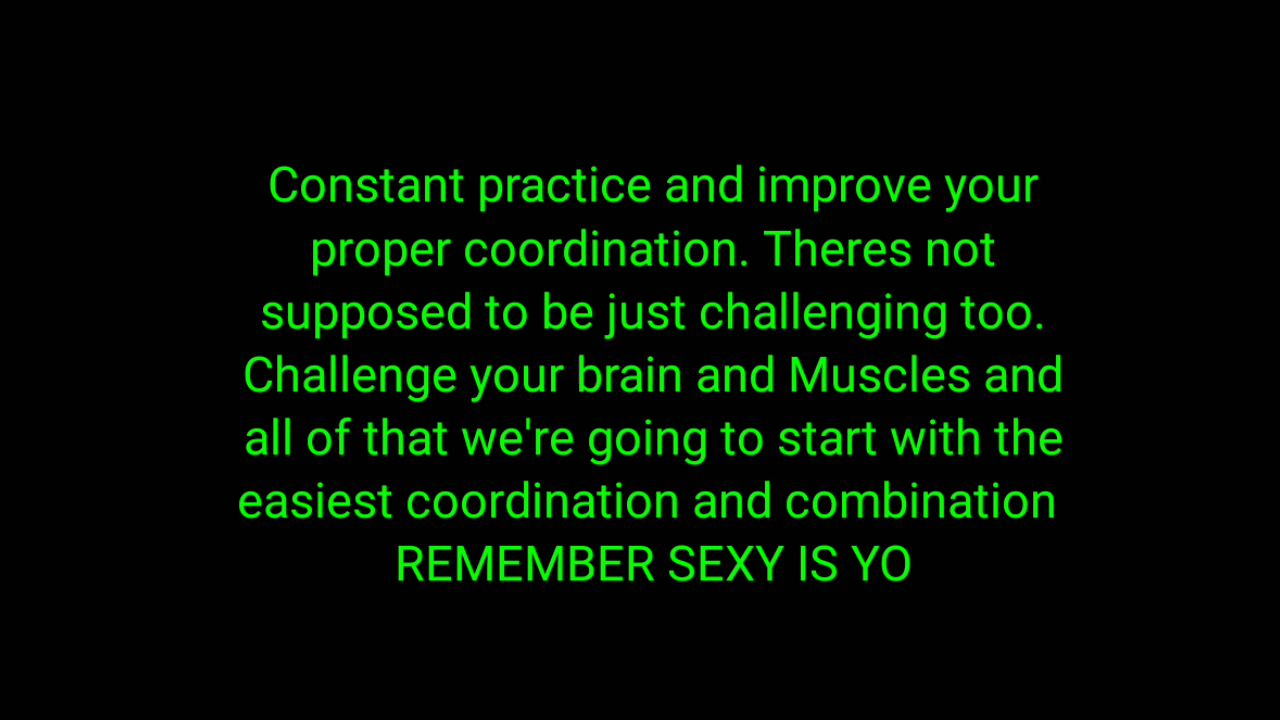 Constant practice and improve your
proper coordination. Theres not
supposed to be just challenging too.
Challenge your brain and Muscles and
all of that we're going to start with the
easiest coordination and combination
REMEMBER SEXY IS YO